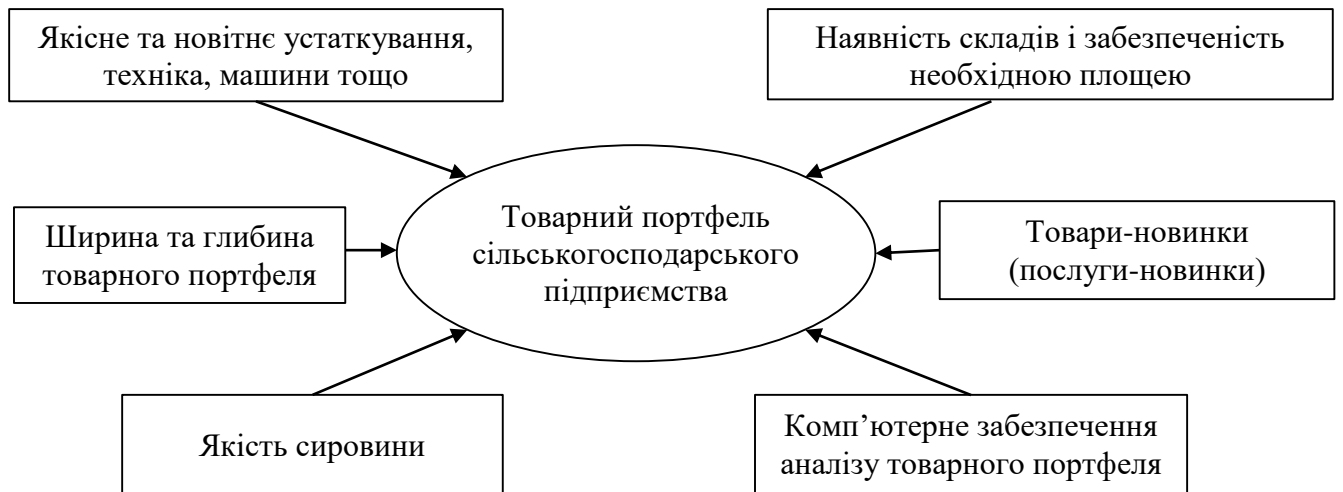 Якісне та новітнє устаткування,
техніка, машини тощо
Наявність складів і забезпеченість
необхідною площею
Ширина та глибина
товарного портфеля
Товарний портфель
сільськогосподарського
підприємства
Товари-новинки
(послуги-новинки)
Якість сировини
Комп’ютерне забезпечення
аналізу товарного портфеля